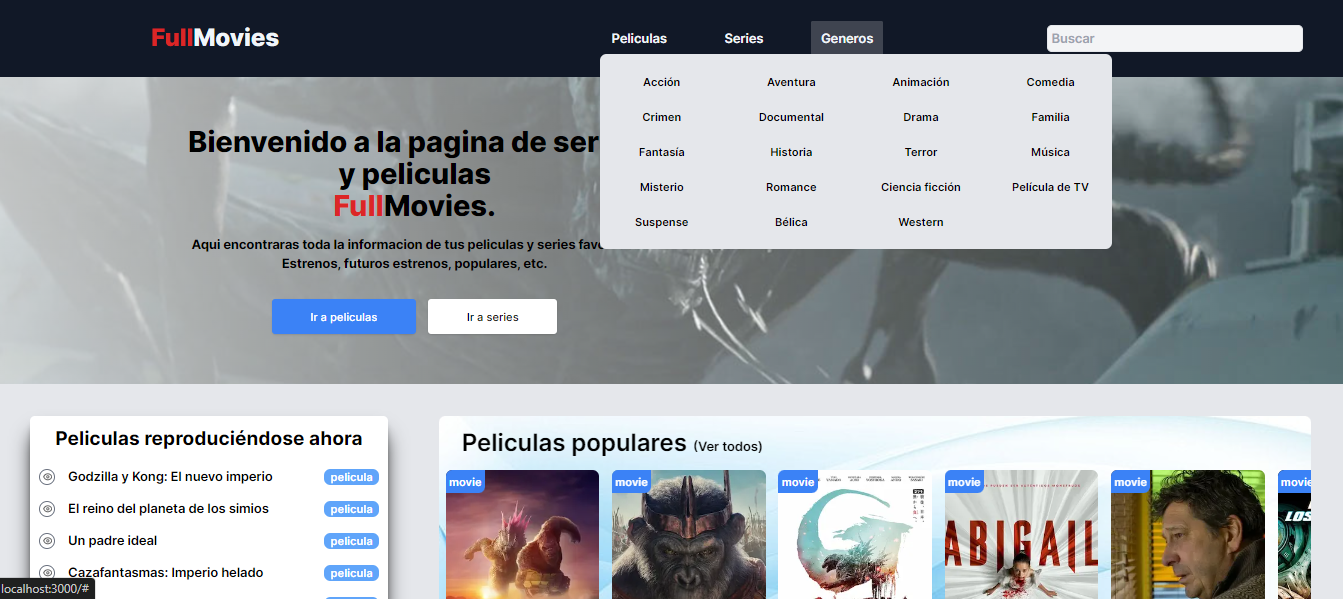 FullMovies
Peliculas Series Generos
Buscar
Acción Aventura Animación Comedia
Crimen Documental Drama Familia
Fantasía Historia Terror Música
Misterio Romance Ciencia ficción Película de TV
Suspense Bélica Western
Bienvenido a la pagina de ser
y peliculas
FullMovies.
Aqui encontraras toda la informacion de tus peliculas y series favo
Estrenos, futuros estrenos, populares, etc.
Ir a peliculas Ir a series
Peliculas reproduciéndose ahora
Godzilla y Kong: El nuevo imperio pelicula
El reino del planeta de los simios pelicula
Un padre ideal pelicula
Cazafantasmas: Imperio helado pelicula
localhost:3000/#
Peliculas populares (Ver todos)
movie movie movie movie movie movie
ABIGAIL
LOS